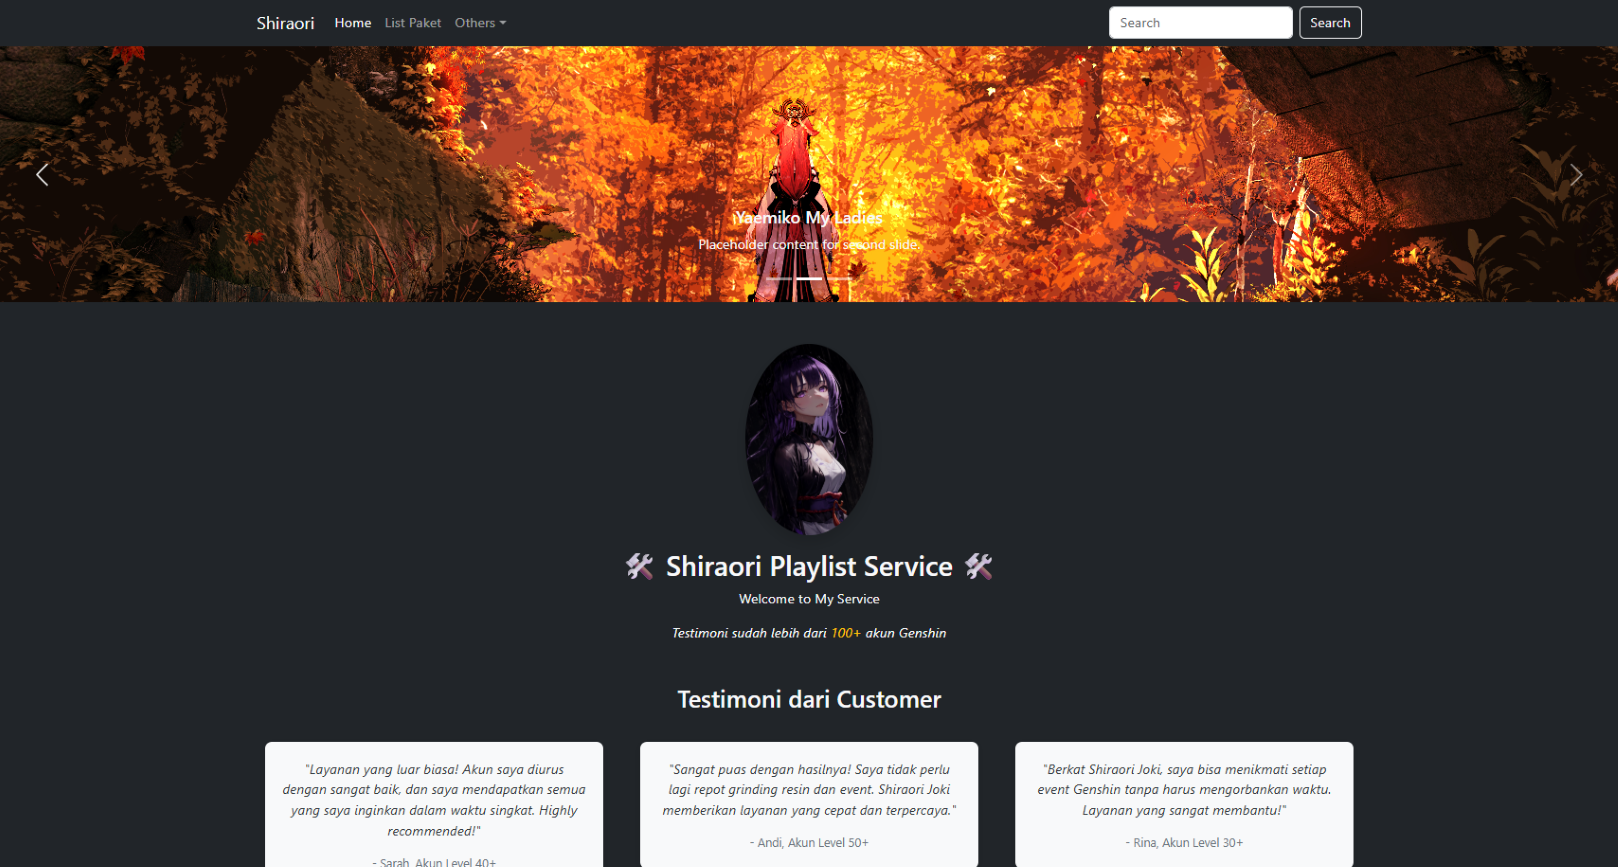 Shiraori Home List Paket Others Search Search
Yaemiko My Ladies
Placeholder content for second slide.
🛠️ Shiraori Playlist Service 🛠️
Welcome to My Service
Testimoni sudah lebih dari 100+ akun Genshin
Testimoni dari Customer
"Layanan yang luar biasa! Akun saya diurus
dengan sangat baik, dan saya mendapatkan semua
yang saya inginkan dalam waktu singkat. Highly
recommended!"
- Sarah, Akun Level 40+
"Sangat puas dengan hasilnya! Saya tidak perlu
lagi repot grinding resin dan event. Shiraori Joki
memberikan layanan yang cepat dan terpercaya."
- Andi, Akun Level 50+
"Berkat Shiraori Joki, saya bisa menikmati setiap
event Genshin tanpa harus mengorbankan waktu.
Layanan yang sangat membantu!"
- Rina, Akun Level 30+